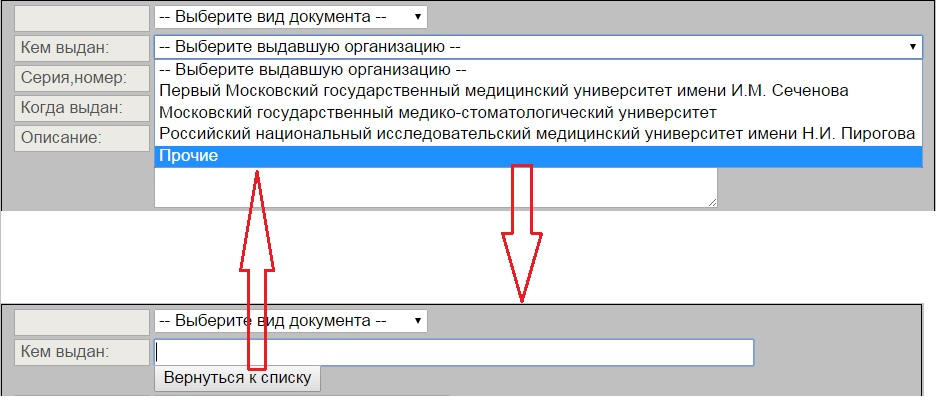 -- Выберите вид документа --
Кем выдан: -- Выберите выдавшую организацию --
-- Выберите выдавшую организацию --
Серия,номер: Первый Московский государственный медицинский университет имени И.М. Сеченова
Когда выдан: Московский государственный медико-стоматологический университет
Описание: Российский национальный исследовательский медицинский университет имени Н.И. Пирогова
Прочие
-- Выберите вид документа --
Кем выдан:
Вернуться к списку